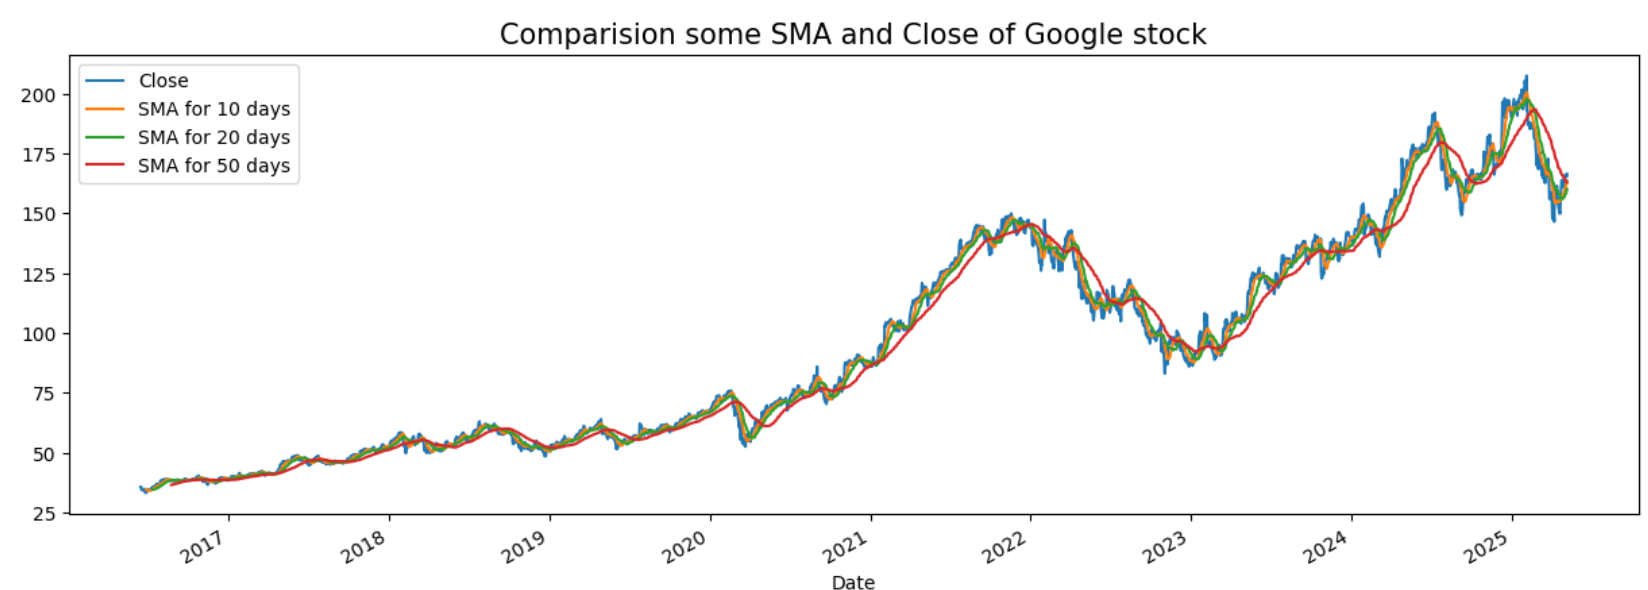 Comparision some SMA and Close of Google stock
Close
SMA for 10 days
SMA for 20 days
SMA for 50 days
200
175
150
125
100
75
50
25
2017
2018
2019
2020
2021
2022
2023
2024
2025
Date